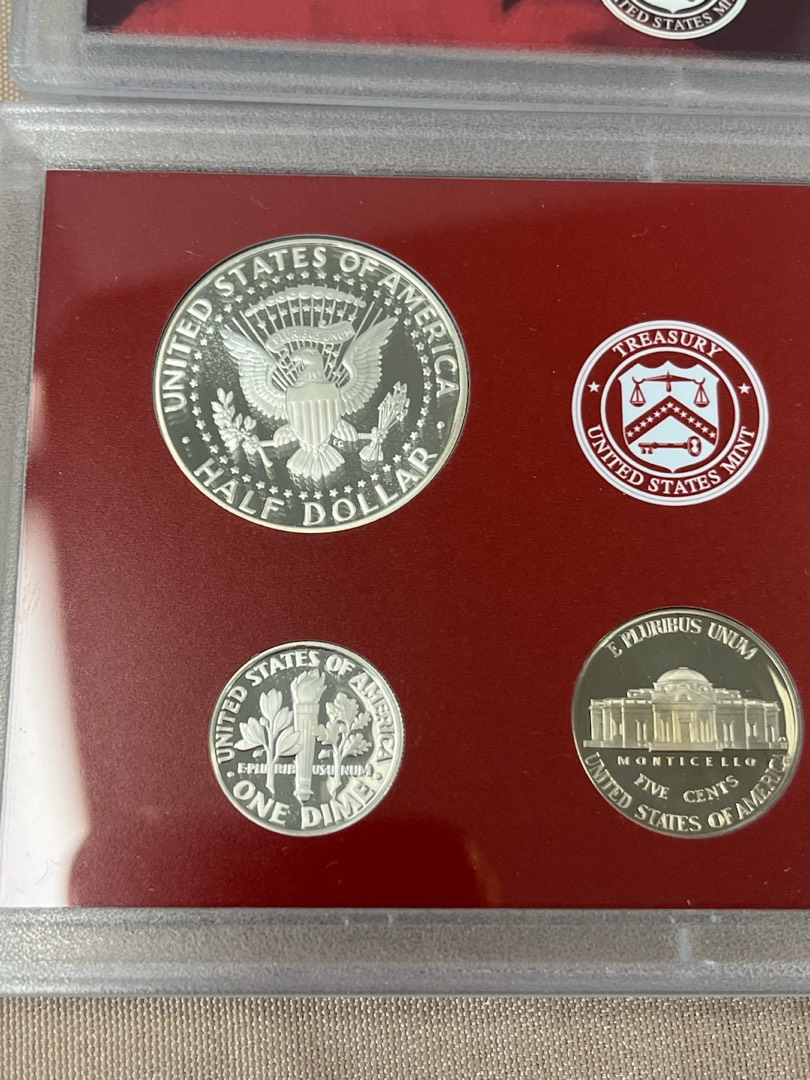 UNITED STATES MI
UNITED STATES OF AMERICA
PLURIBUS UNUM
HALF DOLLAR
TREASURY
UNITED STATES MINT
UNITED STATES OF AMERICA
E PLURIBUS UNUM
ONE DIME
E PLURIBUS UNUM
MONTICELLO
FIVE CENTS
UNITED STATES OF AMERICA